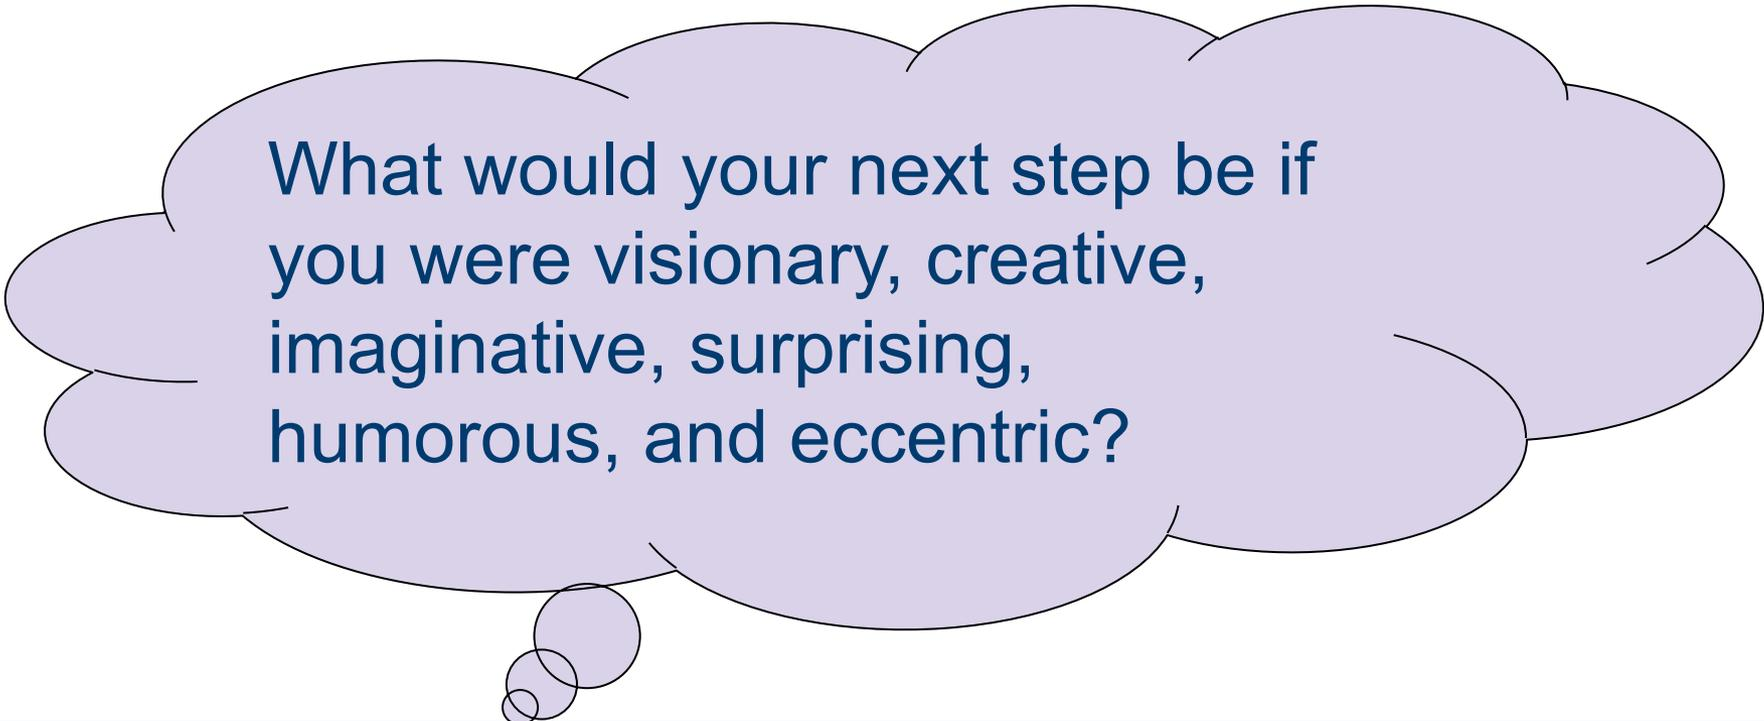 What would your next step be if
you were visionary, creative,
imaginative, surprising,
humorous, and eccentric?